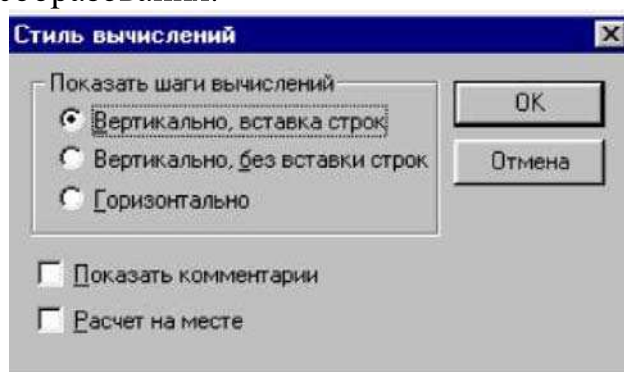 Стиль вычислений
Показать шаги вычислений
Вертикально, вставка строк
OK
Вертикально, без вставки строк
Отмена
Горизонтально
Показать комментарии
Расчет на месте